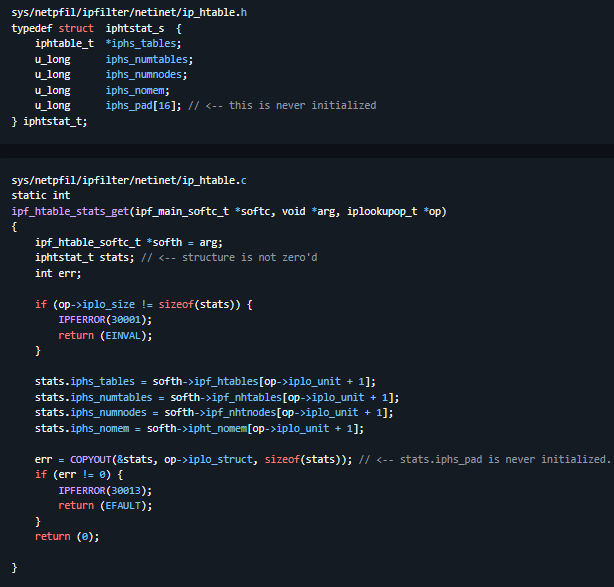 sys/netpfil/ipfilter/netinet/ip_htable.h
typedef struct  iphtstat_s  {
    iphtable_t  *iphs_tables;
    u_long      iphs_numtables;
    u_long      iphs_numnodes;
    u_long      iphs_nomem;
    u_long      iphs_pad[16]; // <-- this is never initialized
} iphtstat_t;
sys/netpfil/ipfilter/netinet/ip_htable.c
static int
ipf_htable_stats_get(ipf_main_softc_t *softc, void *arg, iplookupop_t *op)
{
    ipf_htable_softc_t *softh = arg;
    iphtstat_t stats; // <-- structure is not zero'd
    int err;
    if (op->iplo_size != sizeof(stats)) {
        IPFERROR(30001);
        return (EINVAL);
    }
    stats.iphs_tables = softh->ipf_htables[op->iplo_unit + 1];
    stats.iphs_numtables = softh->ipf_nhtables[op->iplo_unit + 1];
    stats.iphs_numnodes = softh->ipf_nhtnodes[op->iplo_unit + 1];
    stats.iphs_nomem = softh->ipht_nomem[op->iplo_unit + 1];
    err = COPYOUT(&stats, op->iplo_struct, sizeof(stats)); // <-- stats.iphs_pad is never initialized.
    if (err != 0) {
        IPFERROR(30013);
        return (EFAULT);
    }
    return (0);
}